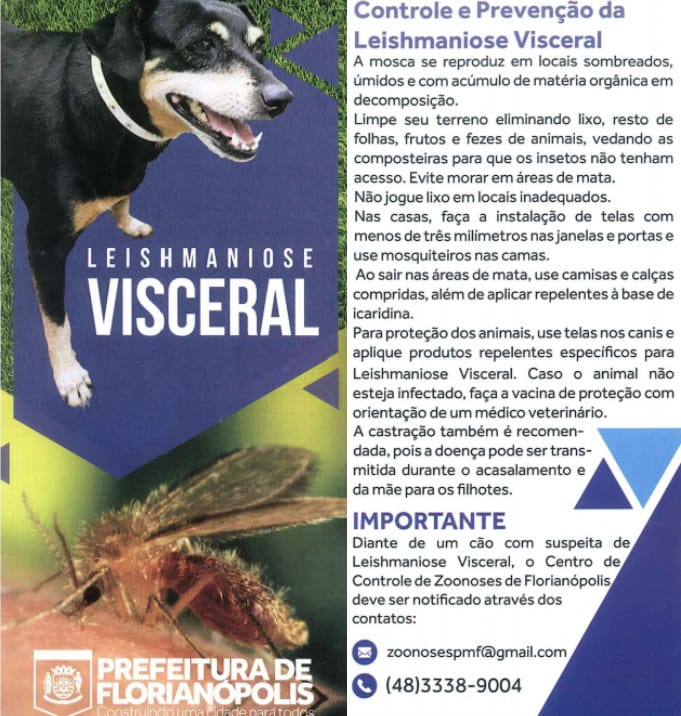 LEISHMANIOSE
VISCERAL
PREFEITURA DE
FLORIANÓPOLIS
Construindo uma cidade para todos
Controle e Prevenção da
Leishmaniose Visceral
A mosca se reproduz em locais sombreados,
úmidos e com acúmulo de matéria orgânica em
decomposição.
Limpe seu terreno eliminando lixo, resto de
folhas, frutos e fezes de animais, vedando as
composteiras para que os insetos não tenham
acesso. Evite morar em áreas de mata.
Não jogue lixo em locais inadequados.
Nas casas, faça a instalação de telas com
menos de três milímetros nas janelas e portas e
use mosquiteiros nas camas.
Ao sair nas áreas de mata, use camisas e calças
compridas, além de aplicar repelentes à base de
icaridina.
Para proteção dos animais, use telas nos canis e
aplique produtos repelentes específicos para
Leishmaniose Visceral. Caso o animal não
esteja infectado, faça a vacina de proteção com
orientação de um médico veterinário.
A castração também é recomen-
dada, pois a doença pode ser trans-
mitida durante o acasalamento e
da mãe para os filhotes.
IMPORTANTE
Diante de um cão com suspeita de
Leishmaniose Visceral, o Centro de
Controle de Zoonoses de Florianópolis
deve ser notificado através dos
contatos:
zoonosespmf@gmail.com
(48)3338-9004